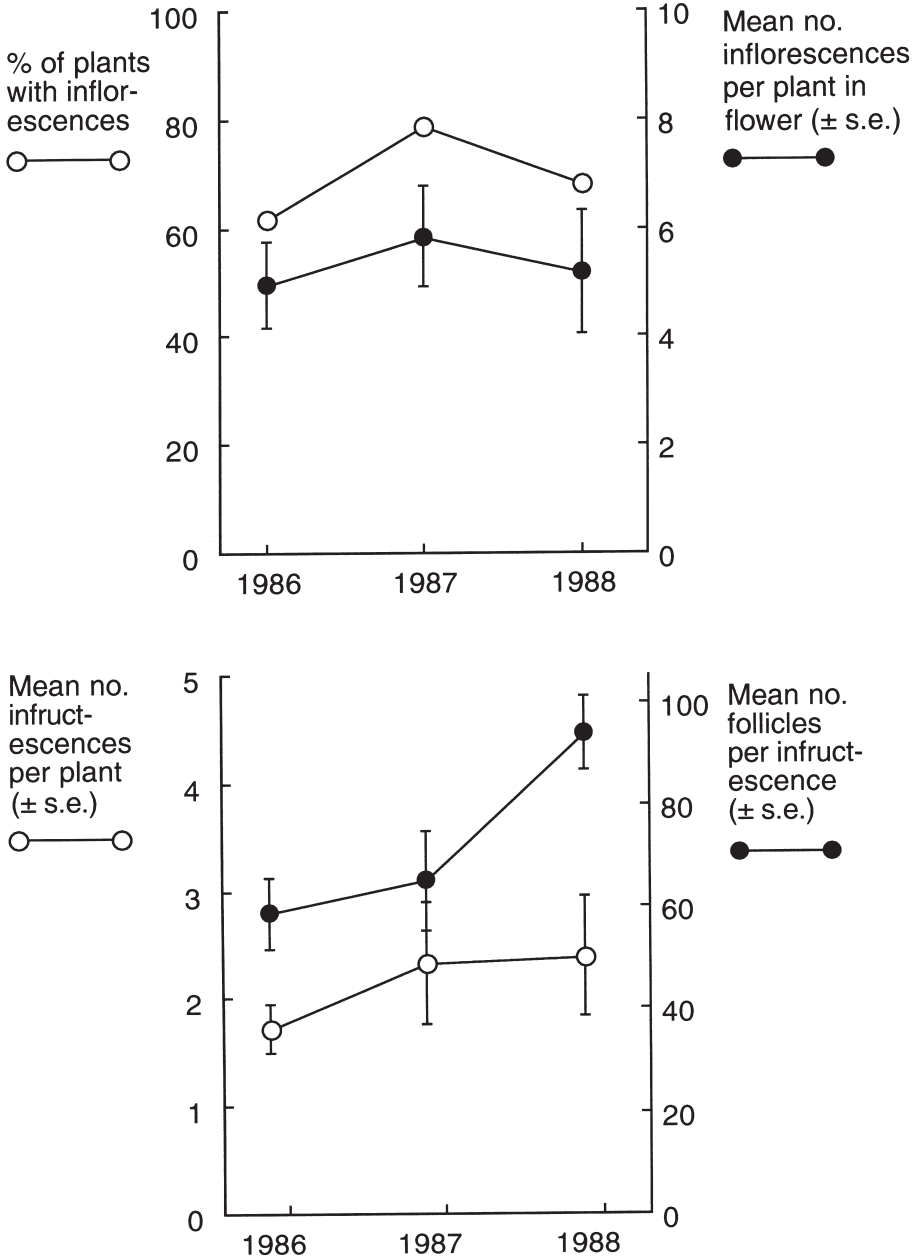 % of plants
with inflor-
escences
100
80
60
40
20
0
10
8
6
4
2
0
Mean no.
inflorescences
per plant in
flower (± s.e.)
1986 1987 1988
Mean no.
infruct-
escences
per plant
(± s.e.)
5
4
3
2
1
0
100
80
60
40
20
0
Mean no.
follicles
per infruct-
escence
(± s.e.)
1986 1987 1988